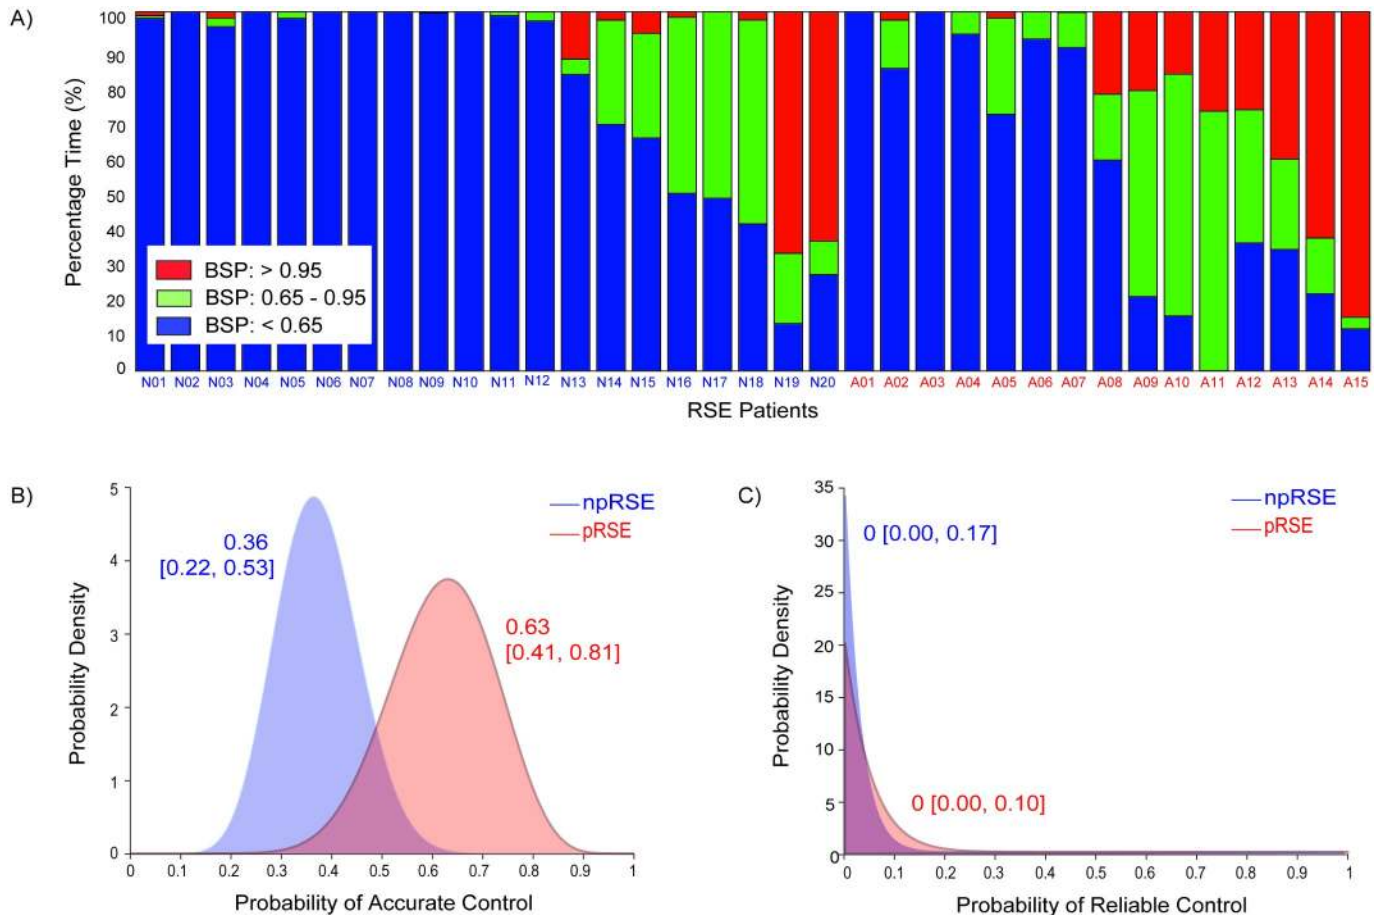 A)
Percentage Time (%)
100
90
80
70
60
50
40
30
20
10
0
BSP: > 0.95
BSP: 0.65 - 0.95
BSP: < 0.65
N01 N02 N03 N04 N05 N06 N07 N08 N09 N10 N11 N12 N13 N14 N15 N16 N17 N18 N19 N20 A01 A02 A03 A04 A05 A06 A07 A08 A09 A10 A11 A12 A13 A14 A15
RSE Patients
B)
Probability Density
5
4
3
2
1
0
npRSE
pRSE
0.36
[0.22, 0.53]
0.63
[0.41, 0.81]
0 0.1 0.2 0.3 0.4 0.5 0.6 0.7 0.8 0.9 1
Probability of Accurate Control
C)
Probability Density
35
30
25
20
15
10
5
0
npRSE
pRSE
0 [0.00, 0.17]
0 [0.00, 0.10]
0 0.1 0.2 0.3 0.4 0.5 0.6 0.7 0.8 0.9 1
Probability of Reliable Control